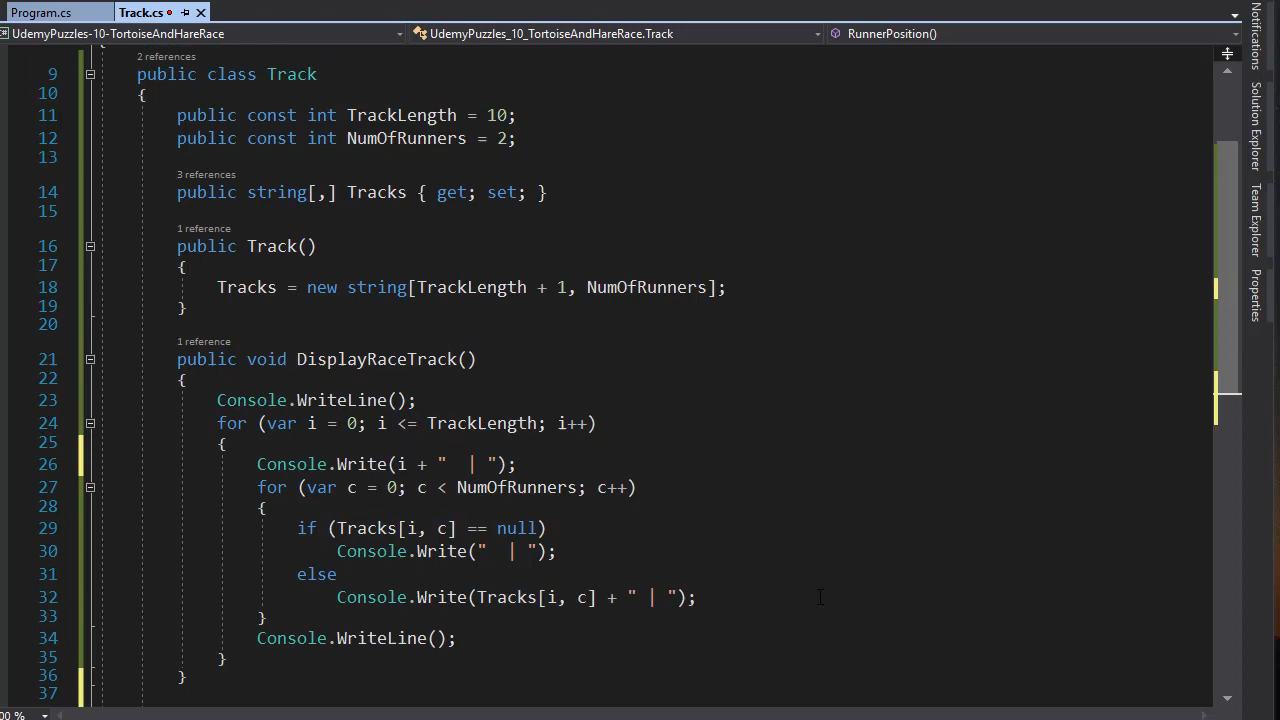 Program.cs Track.cs
UdemyPuzzles-10-TortoiseAndHareRace UdemyPuzzles_10_TortoiseAndHareRace.Track RunnerPosition()
2 references
9 public class Track
10 {
11 public const int TrackLength = 10;
12 public const int NumOfRunners = 2;
13
3 references
14 public string[,] Tracks { get; set; }
15
1 reference
16 public Track()
17 {
18 Tracks = new string[TrackLength + 1, NumOfRunners];
19 }
20
1 reference
21 public void DisplayRaceTrack()
22 {
23 Console.WriteLine();
24 for (var i = 0; i <= TrackLength; i++)
25 {
26 Console.Write(i + "  | ");
27 for (var c = 0; c < NumOfRunners; c++)
28 {
29 if (Tracks[i, c] == null)
30 Console.Write("  | ");
31 else
32 Console.Write(Tracks[i, c] + " | ");
33 }
34 Console.WriteLine();
35 }
36 }
37
00 %
Notifications
Solution Explorer
Team Explorer
Properties